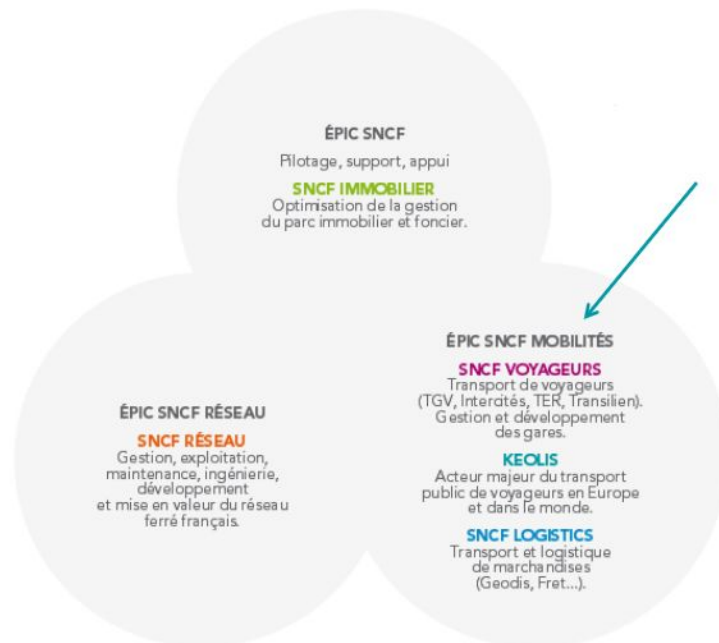 ÉPIC SNCF
Pilotage, support, appui
SNCF IMMOBILIER
Optimisation de la gestion
du parc immobilier et foncier.
ÉPIC SNCF RÉSEAU
SNCF RÉSEAU
Gestion, exploitation,
maintenance, ingénierie,
développement
et mise en valeur du réseau
ferré français.
ÉPIC SNCF MOBILITÉS
SNCF VOYAGEURS
Transport de voyageurs
(TGV, Intercités, TER, Transilien).
Gestion et développement
des gares.
KEOLIS
Acteur majeur du transport
public de voyageurs en Europe
et dans le monde.
SNCF LOGISTICS
Transport et logistique
de marchandises
(Geodis, Fret...).